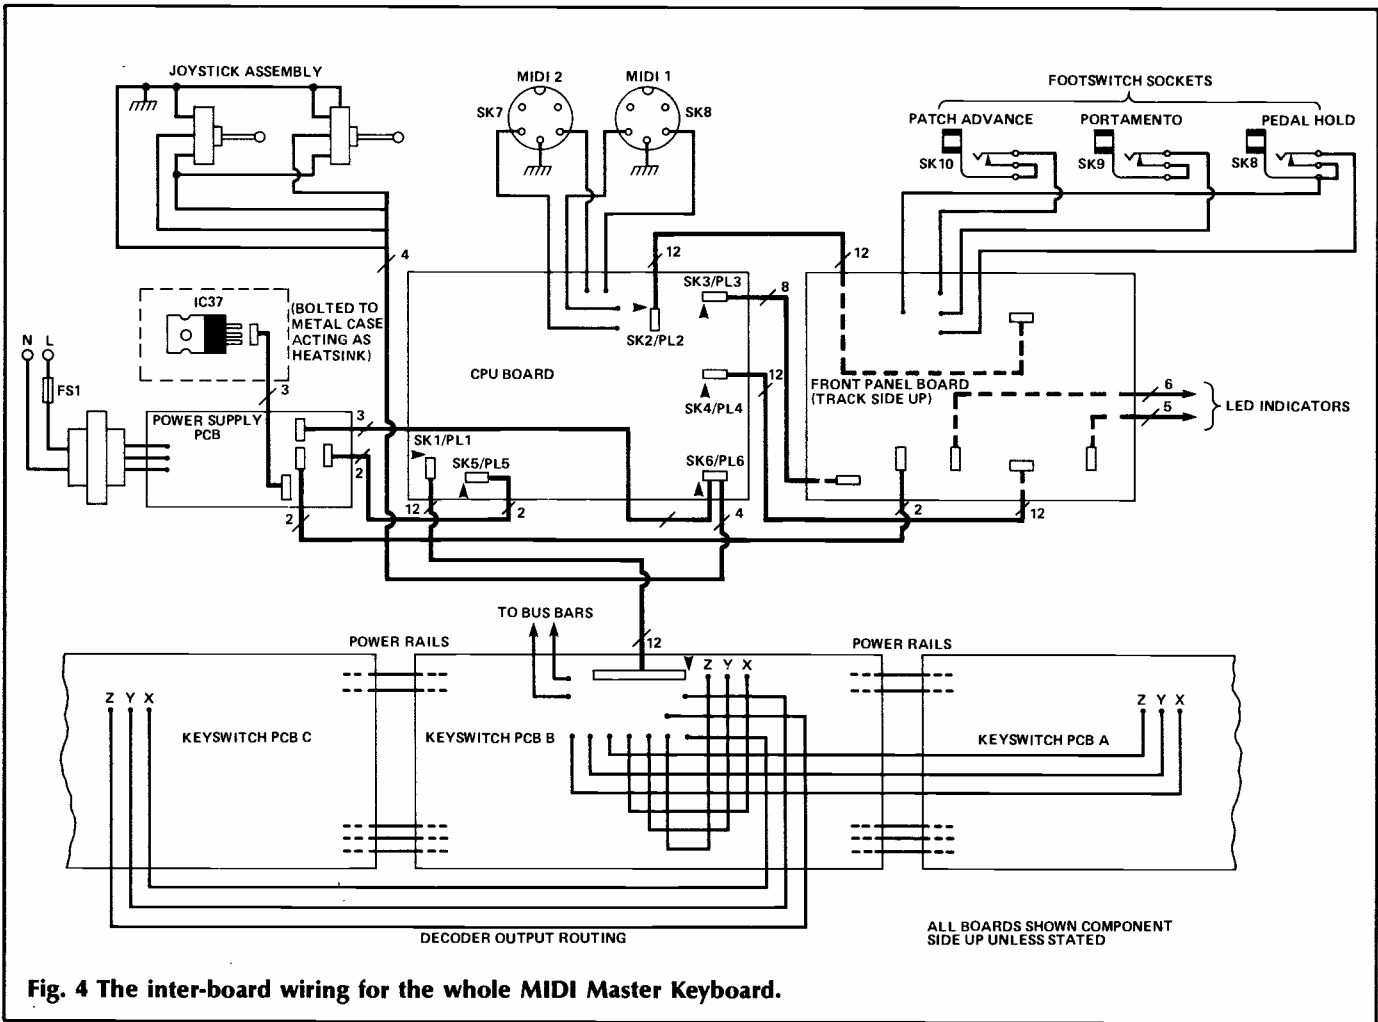 JOYSTICK ASSEMBLY
MIDI 2
MIDI 1
SK7
SK8
FOOTSWITCH SOCKETS
PATCH ADVANCE
PORTAMENTO
PEDAL HOLD
SK10
SK9
SK8
4
12
12
IC37
(BOLTED TO
METAL CASE
ACTING AS
HEATSINK)
SK3/PL3
8
SK2/PL2
N L
FS1
3
CPU BOARD
12
SK4/PL4
FRONT PANEL BOARD
(TRACK SIDE UP)
6
5
LED INDICATORS
POWER SUPPLY
PCB
3
2
SK1/PL1
SK5/PL5
SK6/PL6
2
12
2
4
2
12
TO BUS BARS
12
POWER RAILS
POWER RAILS
Z Y X
Z Y X
Z Y X
KEYSWITCH PCB C
KEYSWITCH PCB B
KEYSWITCH PCB A
DECODER OUTPUT ROUTING
ALL BOARDS SHOWN COMPONENT
SIDE UP UNLESS STATED
Fig. 4 The inter-board wiring for the whole MIDI Master Keyboard.